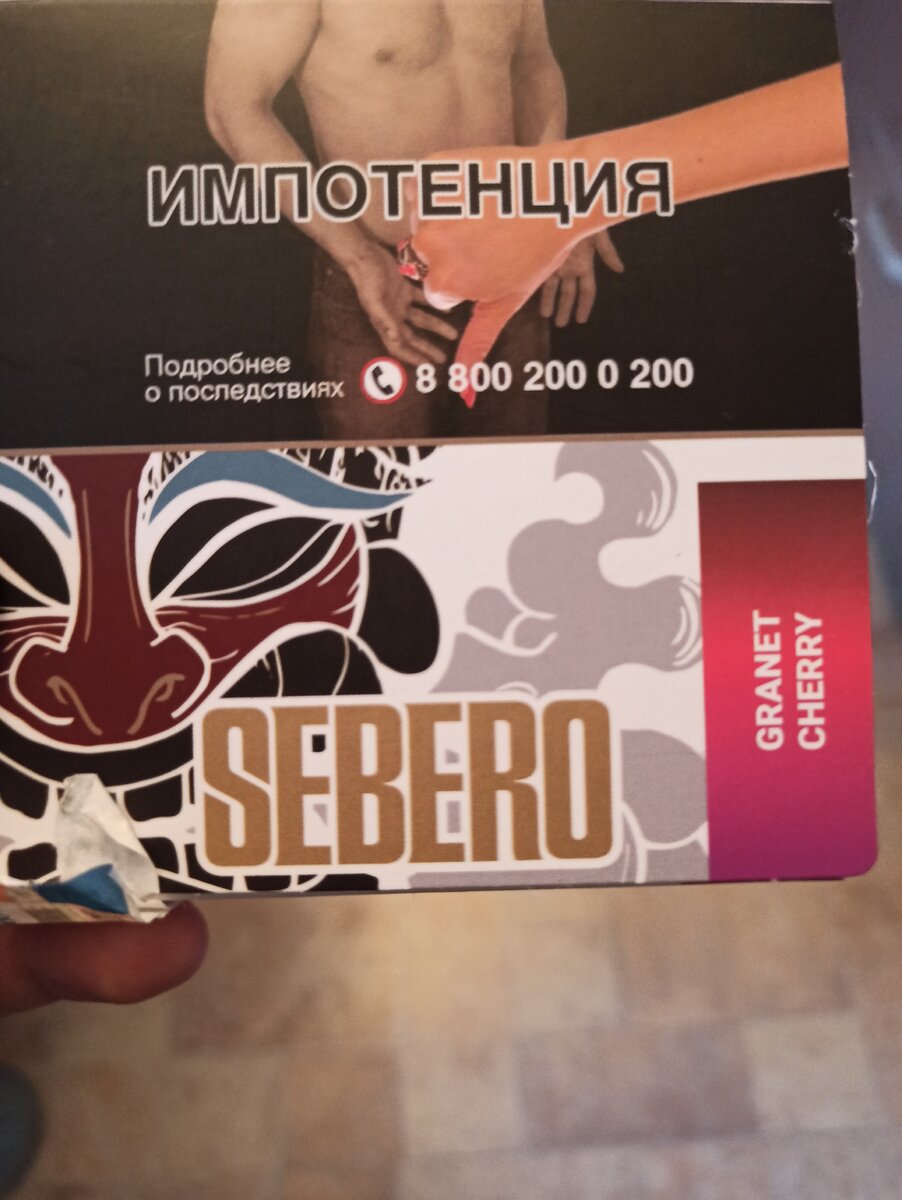 ИМПОТЕНЦИЯ
Подробнее
о последствиях
8 800 200 0 200
SEBERO
GRANET
CHERRY